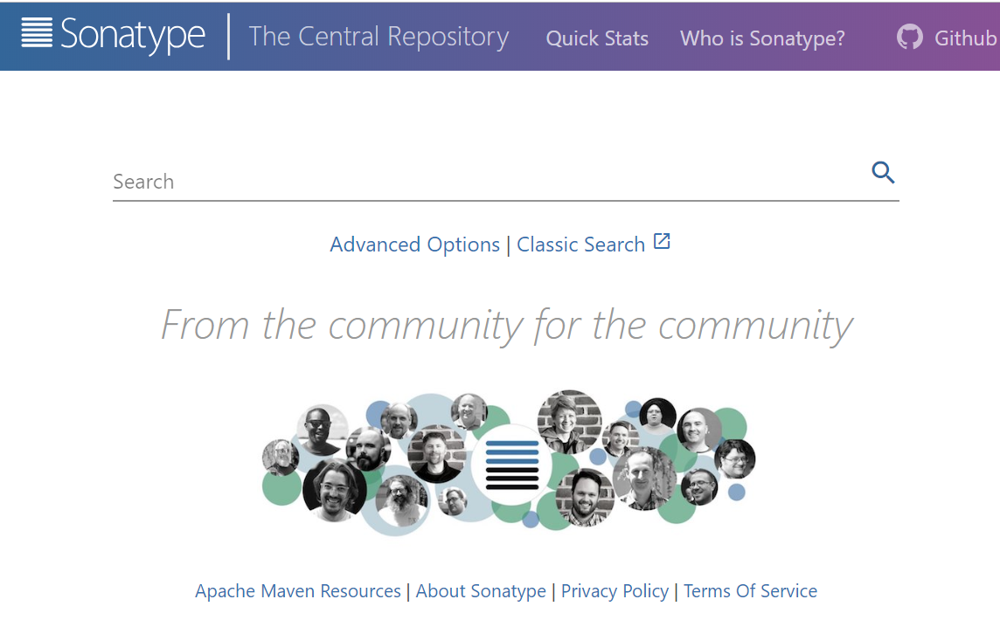 Sonatype | The Central Repository Quick Stats Who is Sonatype? Github
Search
Advanced Options | Classic Search
From the community for the community
Apache Maven Resources | About Sonatype | Privacy Policy | Terms Of Service